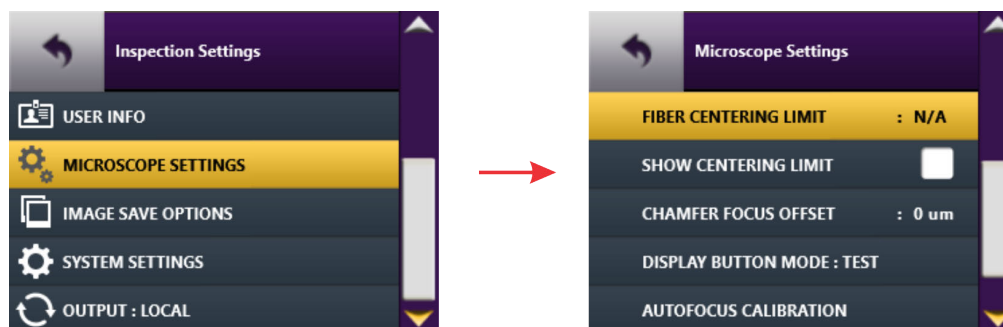 Inspection Settings
USER INFO
MICROSCOPE SETTINGS
IMAGE SAVE OPTIONS
SYSTEM SETTINGS
OUTPUT : LOCAL
Microscope Settings
FIBER CENTERING LIMIT : N/A
SHOW CENTERING LIMIT
CHAMFER FOCUS OFFSET : 0 um
DISPLAY BUTTON MODE : TEST
AUTOFOCUS CALIBRATION